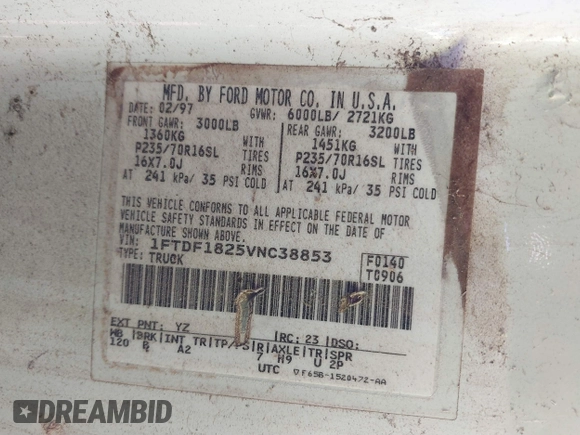 MFD. BY FORD MOTOR CO. IN U.S.A.
DATE: 02/97 GVWR: 6000LB/ 2721KG
FRONT GAWR: 3000LB REAR GAWR: 3200LB
1360KG WITH 1451KG WITH
P235/70R16SL TIRES P235/70R16SL TIRES
16X7.0J RIMS 16X7.0J RIMS
AT 241 kPa/ 35 PSI COLD AT 241 kPa/ 35 PSI COLD
THIS VEHICLE CONFORMS TO ALL APPLICABLE FEDERAL MOTOR
VEHICLE SAFETY STANDARDS IN EFFECT ON THE DATE OF
MANUFACTURE SHOWN ABOVE.
VIN: 1FTDF1825VNC38853 F0140
TYPE: TRUCK T0906
EXT PNT: YZ RC: 23 DSO:
WB BRK INT TR TP/PS R AXLE TR SPR
120 A2 7 H9 U 2P
UTC F65B-1520472-AA
DREAMBID